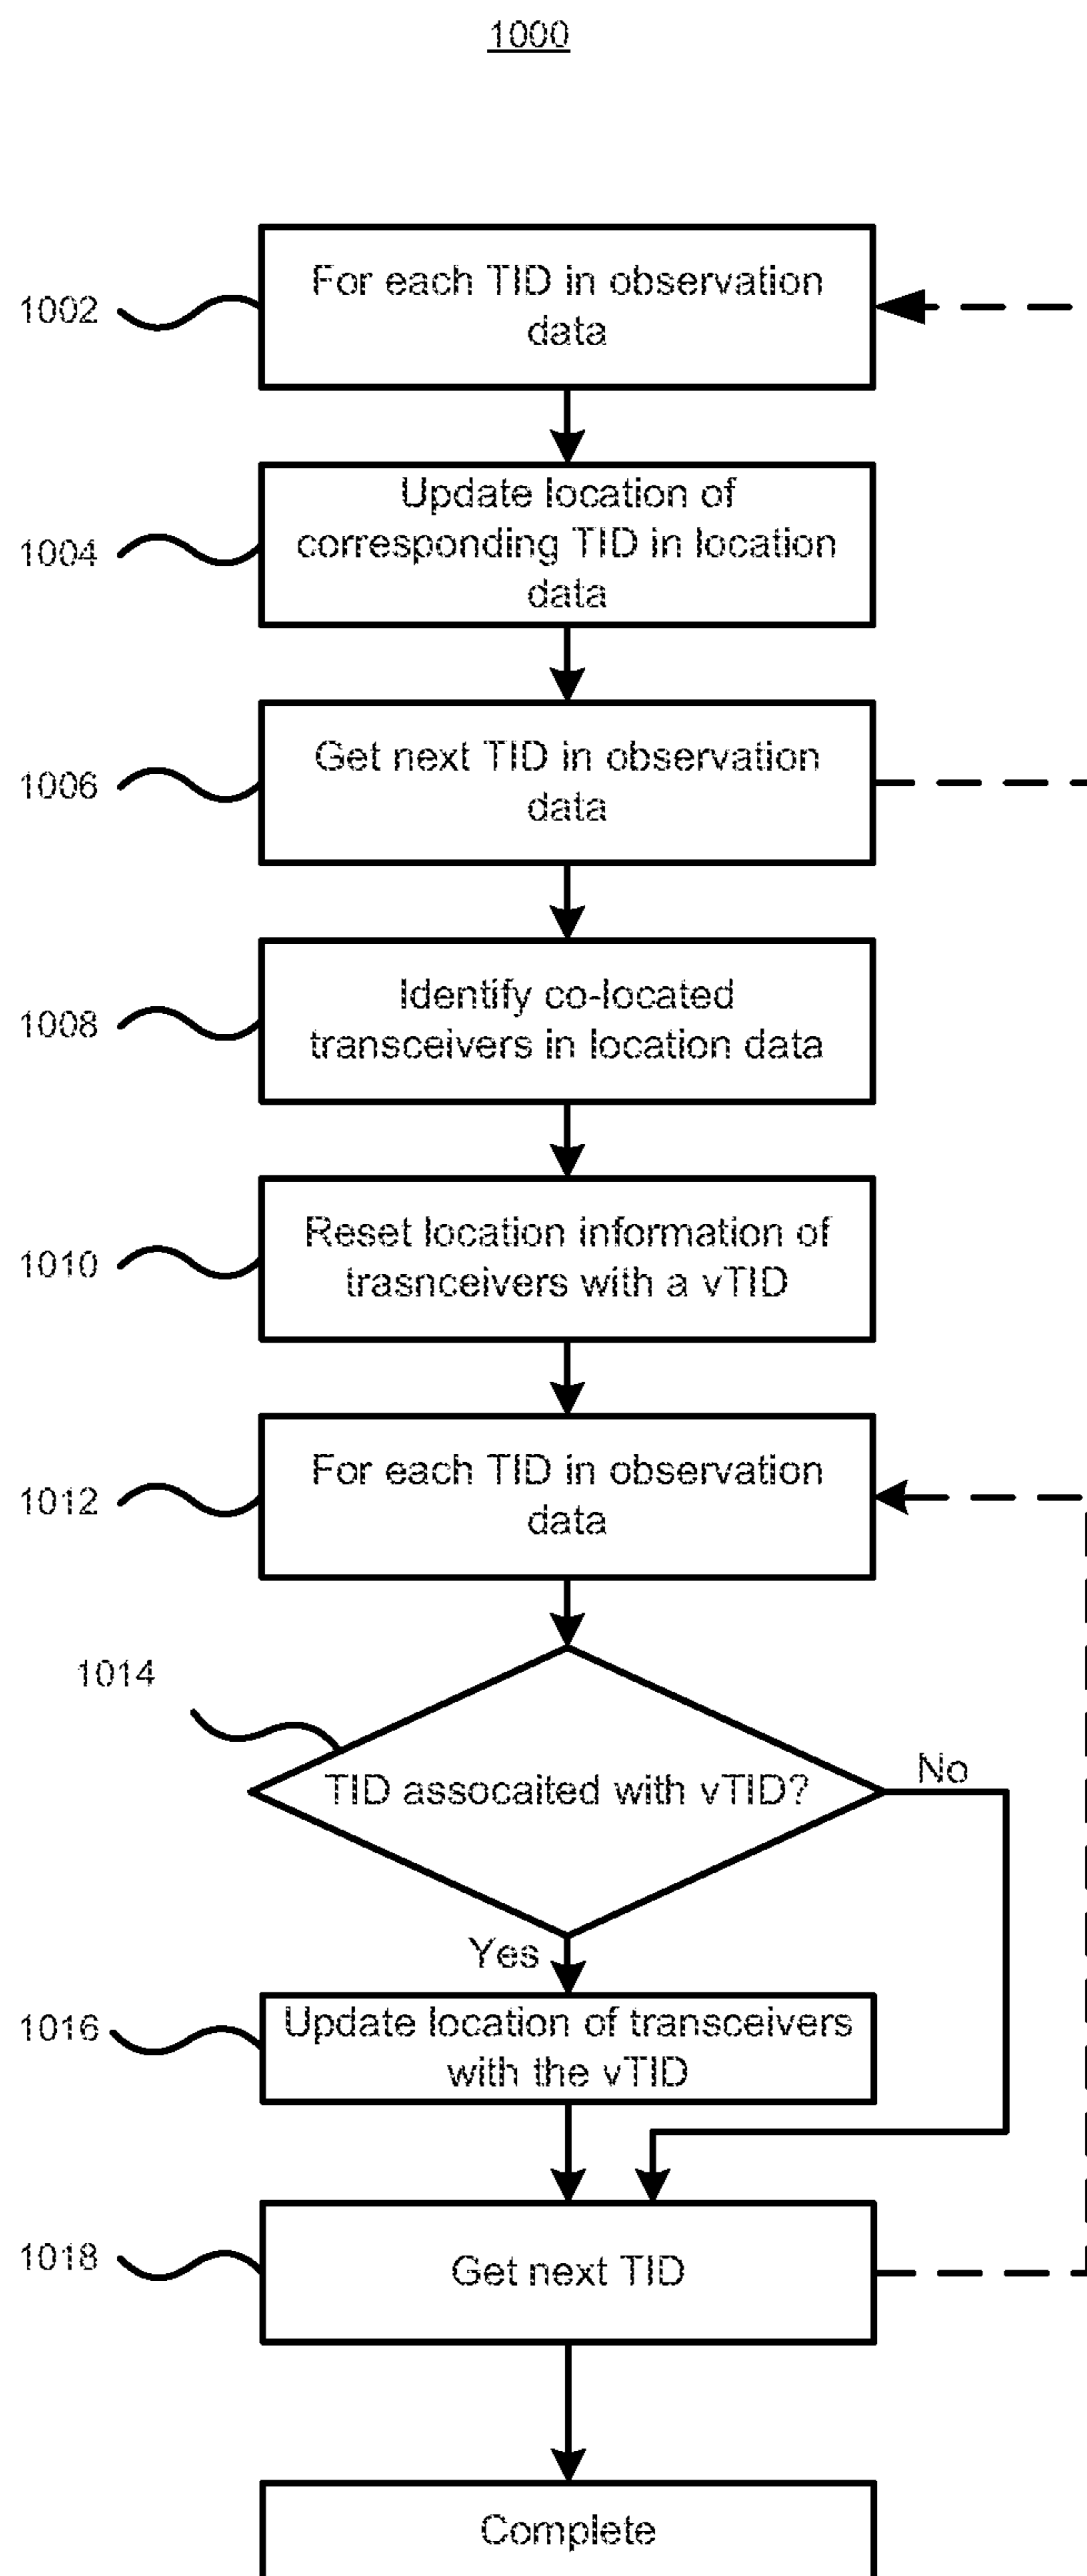 1000
1002
For each TID in observation
data
1004
Update location of
corresponding TID in location
data
1006
Get next TID in observation
data
1008
Identify co-located
transceivers in location data
1010
Reset location information of
trasnceivers with a vTID
1012
For each TID in observation
data
1014
TID assocaited with vTID?
No
Yes
1016
Update location of transceivers
with the vTID
1018
Get next TID
Complete